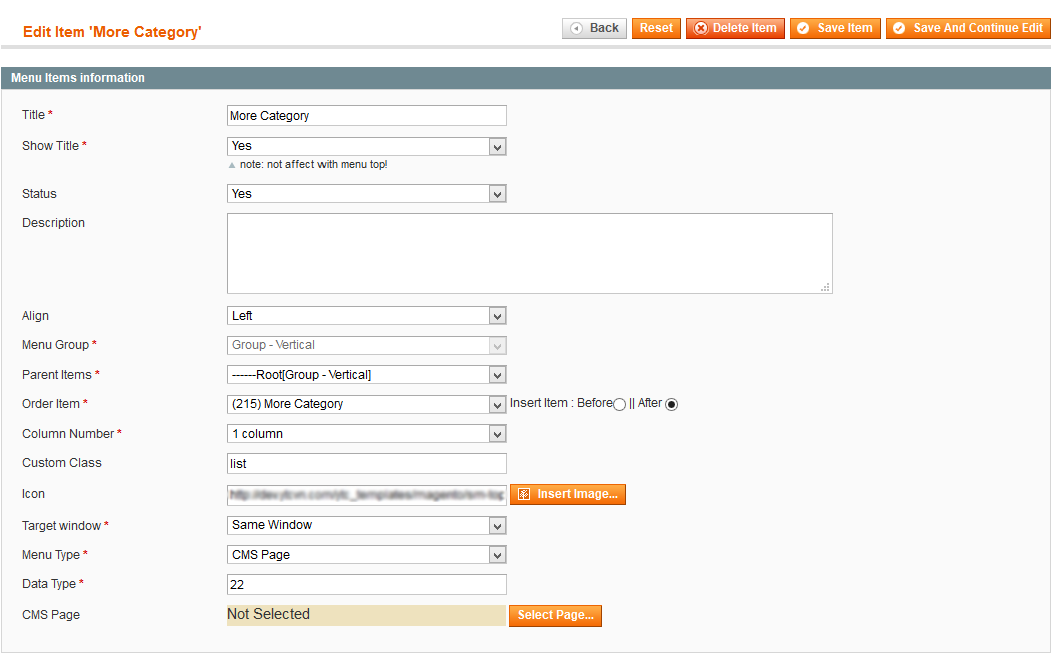 Edit Item 'More Category'
Back Reset Delete Item Save Item Save And Continue Edit
Menu Items information
Title * More Category
Show Title * Yes
note: not affect with menu top!
Status Yes
Description
Align Left
Menu Group * Group - Vertical
Parent Items * ------Root[Group - Vertical]
Order Item * (215) More Category Insert Item : Before || After
Column Number * 1 column
Custom Class list
Icon Insert Image...
Target window * Same Window
Menu Type * CMS Page
Data Type * 22
CMS Page Not Selected Select Page...